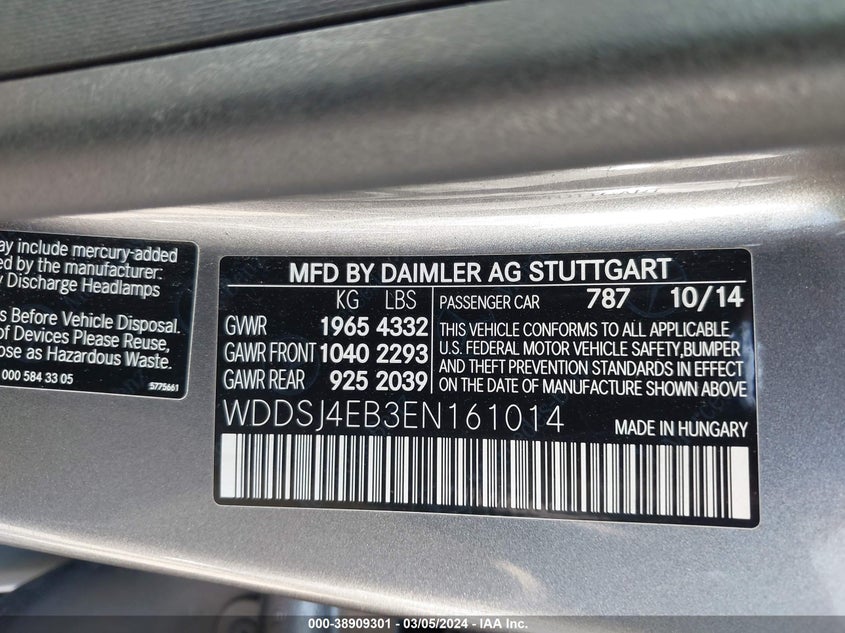 ay include mercury-added
ed by the manufacturer:
y Discharge Headlamps
s Before Vehicle Disposal.
of Devices Please Reuse,
ose as Hazardous Waste.
000 584 33 05
5775661
MFD BY DAIMLER AG STUTTGART
KG LBS
GVWR 1965 4332
GAWR FRONT 1040 2293
GAWR REAR 925 2039
PASSENGER CAR 787 10/14
THIS VEHICLE CONFORMS TO ALL APPLICABLE,
U.S. FEDERAL MOTOR VEHICLE SAFETY,BUMPER
AND THEFT PREVENTION STANDARDS IN EFFECT
ON THE DATE OF MANUFACTURE SHOWN ABOVE
WDDSJ4EB3EN161014
MADE IN HUNGARY
000-38909301 - 03/05/2024 - IAA Inc.